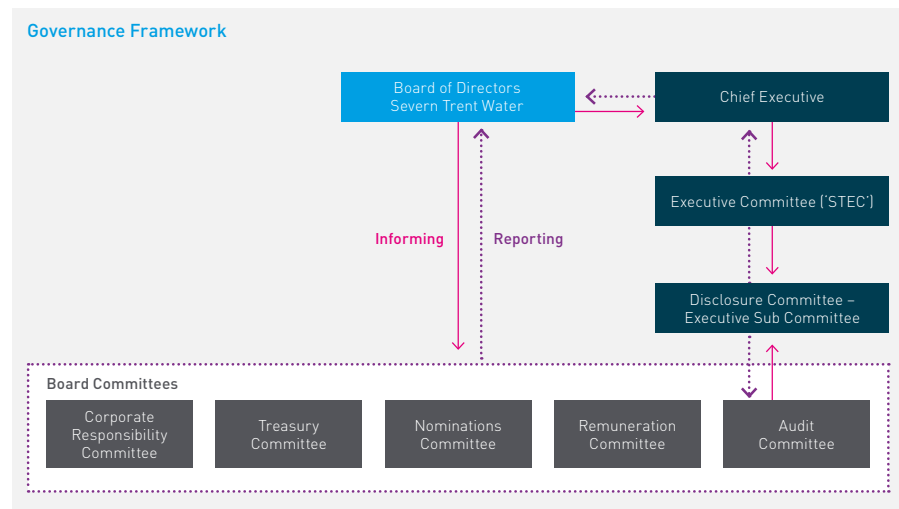 Governance Framework
Board of Directors
Severn Trent Water
Chief Executive
Executive Committee (‘STEC’)
Informing
Reporting
Disclosure Committee –
Executive Sub Committee
Board Committees
Corporate
Responsibility
Committee
Treasury
Committee
Nominations
Committee
Remuneration
Committee
Audit
Committee